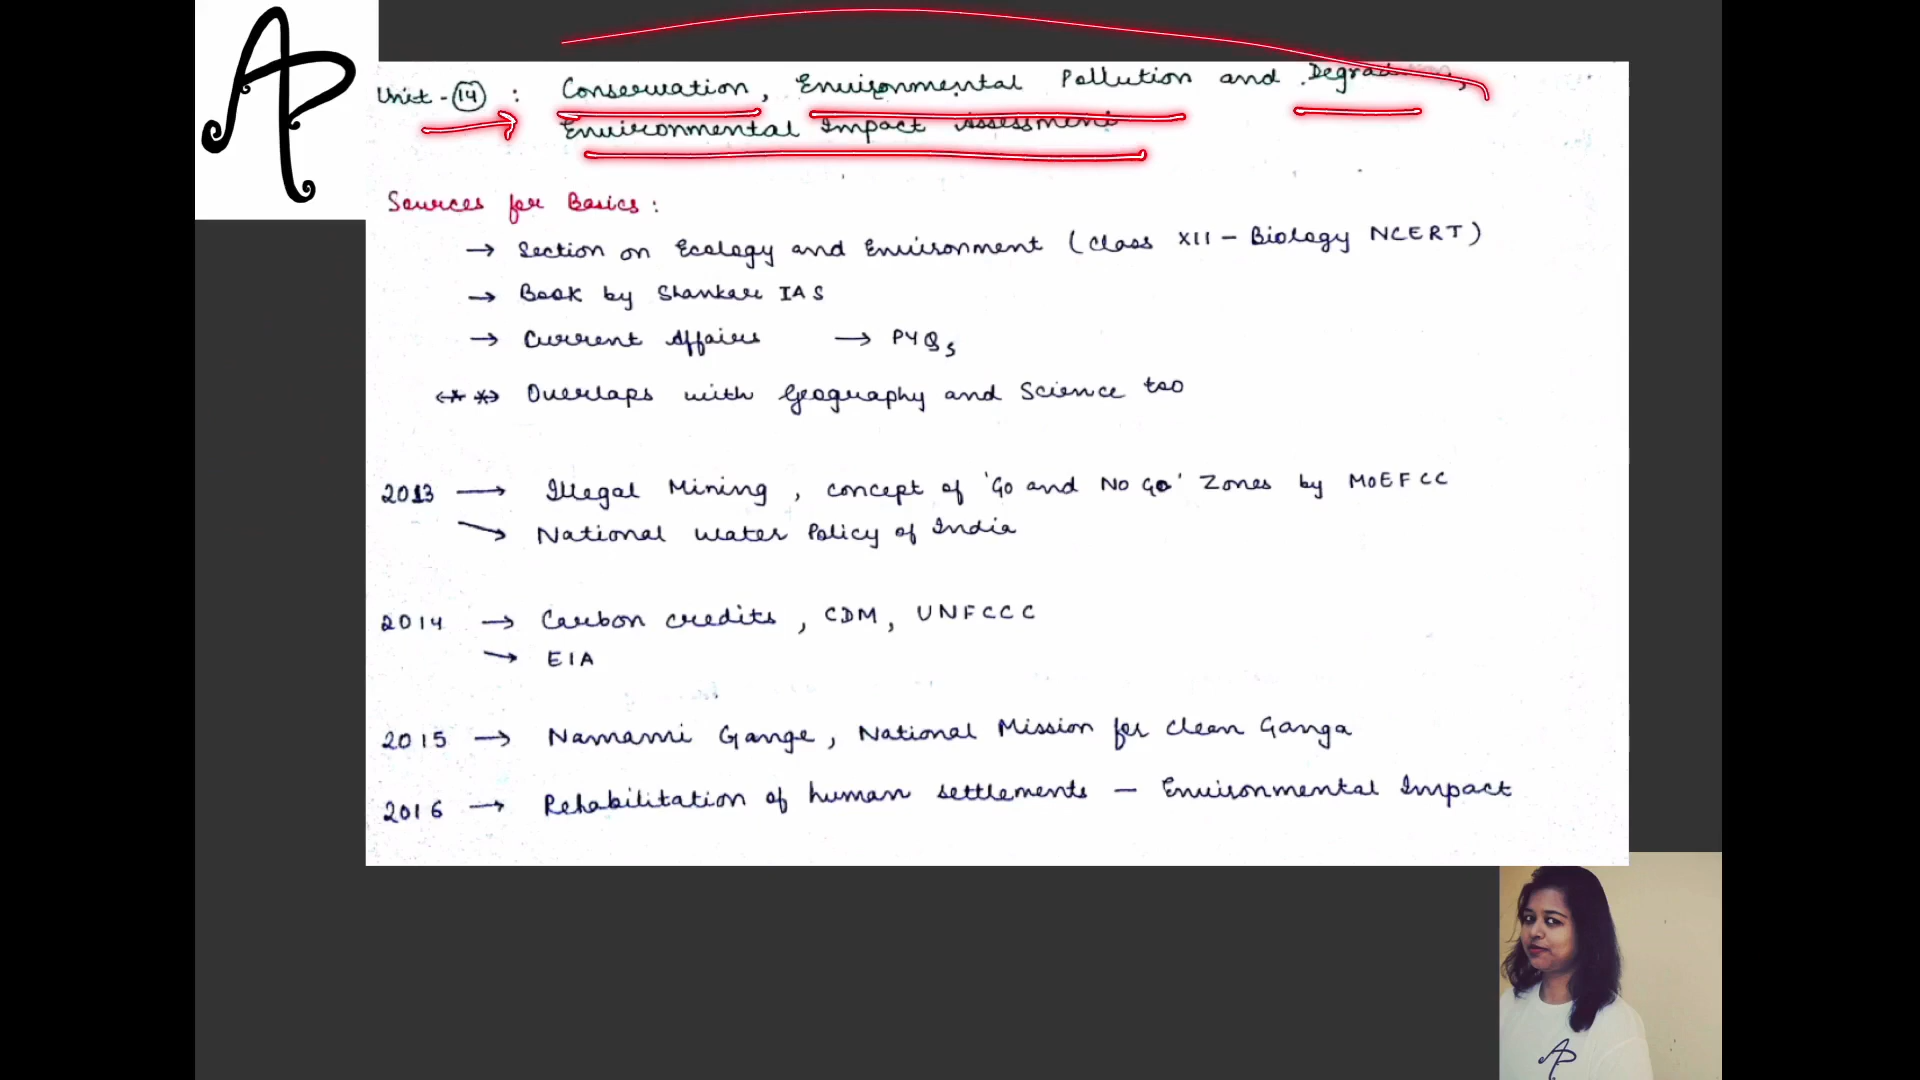 AP
Unit - 14 : Conservation, Environmental Pollution and Degradation,
Environmental Impact Assessment
Sources for Basics :
→ Section on Ecology and Environment (Class XII - Biology NCERT)
→ Book by Shankar IAS
→ Current Affairs → PYQs
** Overlaps with Geography and Science too
2013 → Illegal Mining, concept of 'Go and No Go' Zones by MoEFCC
→ National Water Policy of India
2014 → Carbon credits, CDM, UNFCCC
→ EIA
2015 → Namami Gange, National Mission for Clean Ganga
2016 → Rehabilitation of human settlements - Environmental Impact
AP